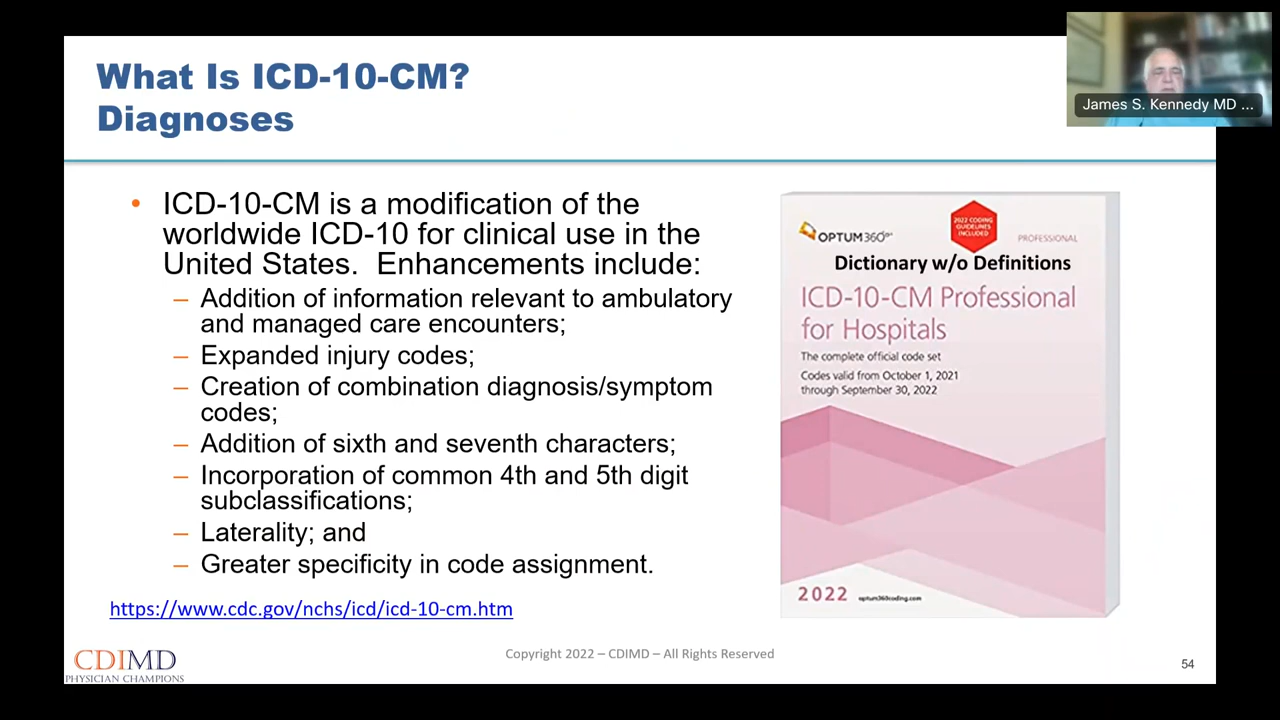 What Is ICD-10-CM?
Diagnoses
James S. Kennedy MD ...
• ICD-10-CM is a modification of the
worldwide ICD-10 for clinical use in the
United States. Enhancements include:
– Addition of information relevant to ambulatory
and managed care encounters;
– Expanded injury codes;
– Creation of combination diagnosis/symptom
codes;
– Addition of sixth and seventh characters;
– Incorporation of common 4th and 5th digit
subclassifications;
– Laterality; and
– Greater specificity in code assignment.
https://www.cdc.gov/nchs/icd/icd-10-cm.htm
2022 CODING
GUIDELINES
INCLUDED
OPTUM360°
PROFESSIONAL
Dictionary w/o Definitions
ICD-10-CM Professional
for Hospitals
The complete official code set
Codes valid from October 1, 2021
through September 30, 2022
2022 optum360coding.com
CDIMD
PHYSICIAN CHAMPIONS
Copyright 2022 – CDIMD – All Rights Reserved
54